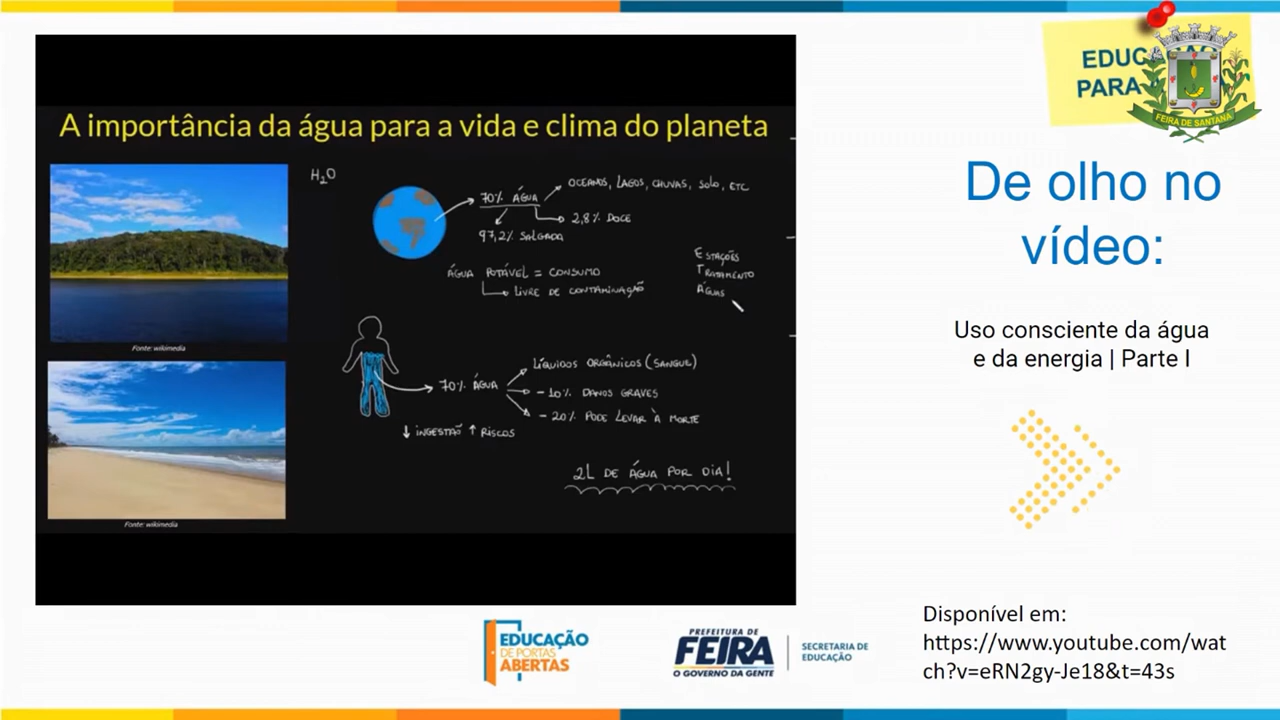 A importância da água para a vida e clima do planeta
H₂O
70% ÁGUA
OCEANOS, LAGOS, CHUVAS, SOLO, ETC
2,8% DOCE
97,2% SALGADA
ÁGUA POTÁVEL = CONSUMO
LIVRE DE CONTAMINAÇÃO
ESTAÇÕES
TRATAMENTO
ÁGUAS
Fonte: wikimedia
70% ÁGUA
LÍQUIDOS ORGÂNICOS (SANGUE)
- 10% DANOS GRAVES
- 20% PODE LEVAR À MORTE
↓ INGESTÃO ↑ RISCOS
2L DE ÁGUA POR DIA!
Fonte: wikimedia
PARA
FEIRA DE SANTANA
De olho no
vídeo:
Uso consciente da água
e da energia | Parte I
Disponível em:
https://www.youtube.com/wat
ch?v=eRN2gy-Je18&t=43s
EDUCAÇÃO
DE PORTAS
ABERTAS
PREFEITURA DE
FEIRA
O GOVERNO DA GENTE
SECRETARIA DE
EDUCAÇÃO